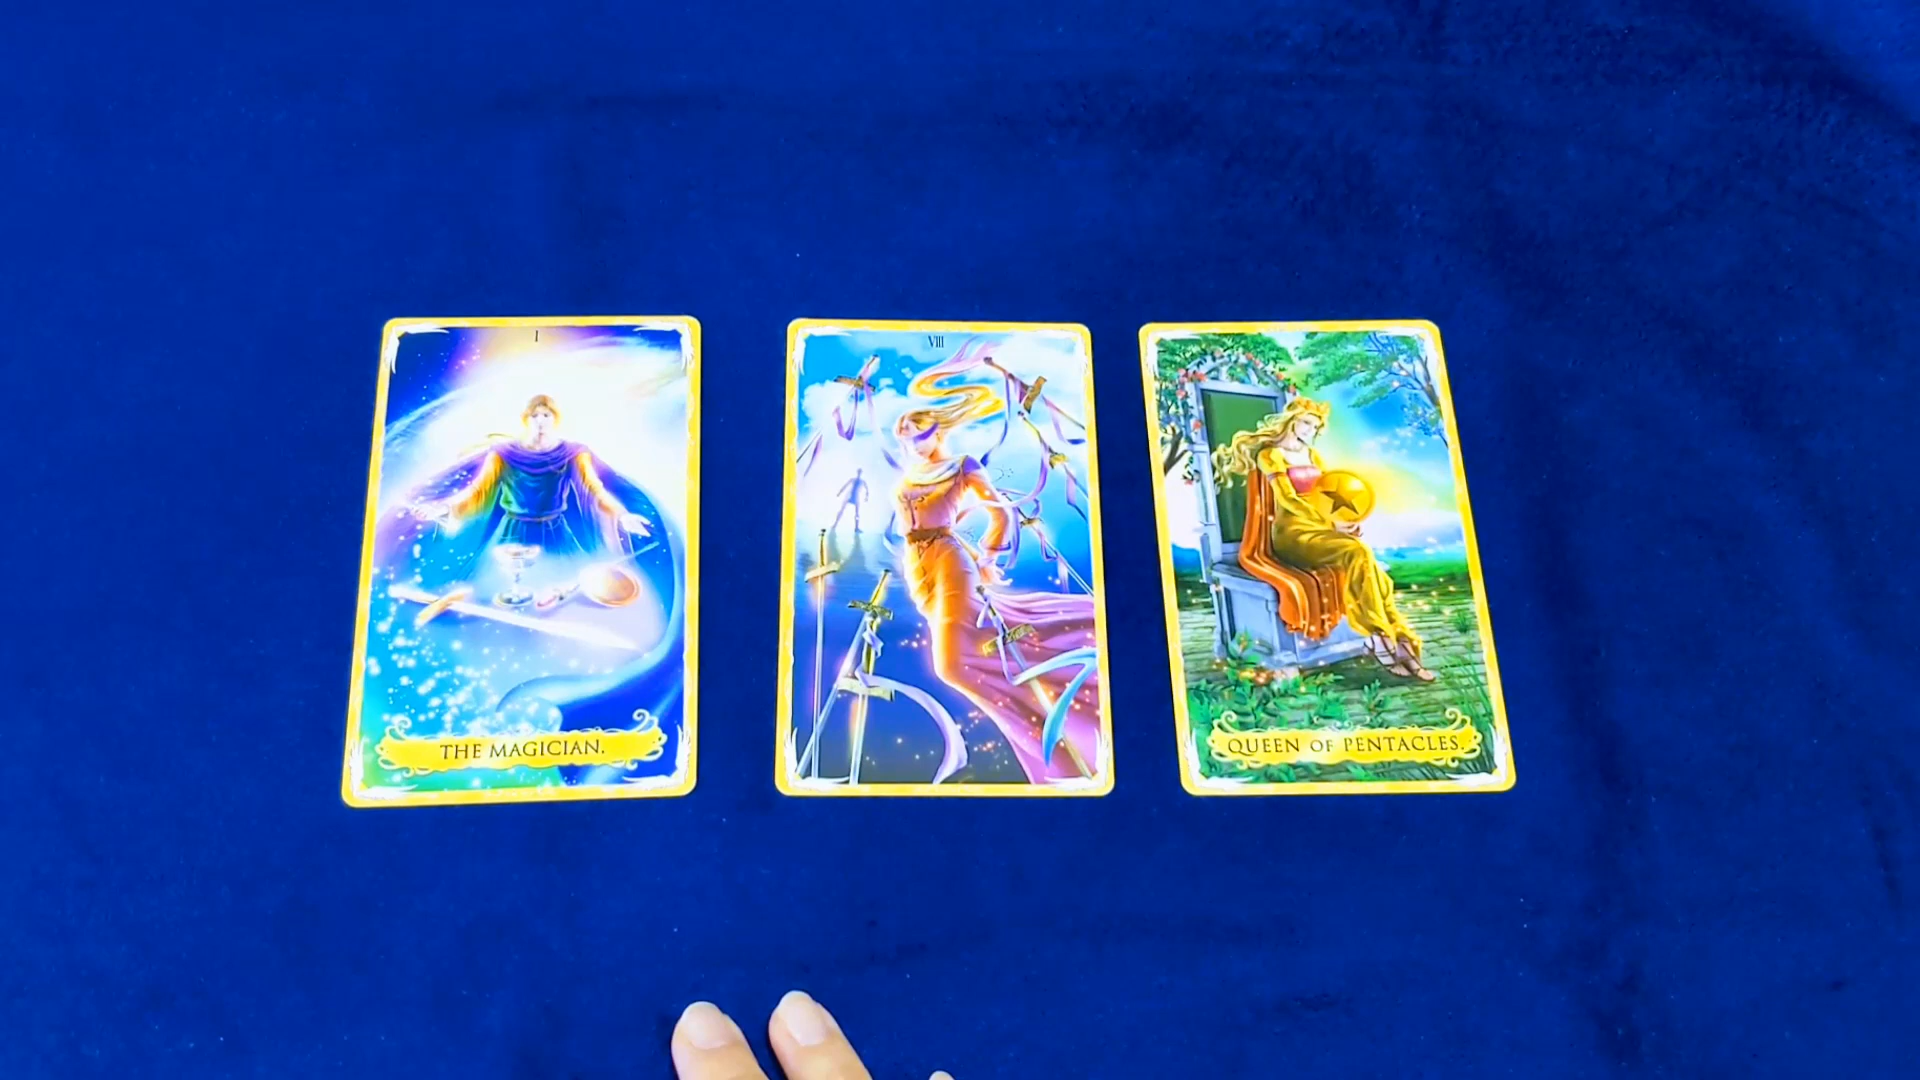 I
THE MAGICIAN.
VIII
QUEEN OF PENTACLES.